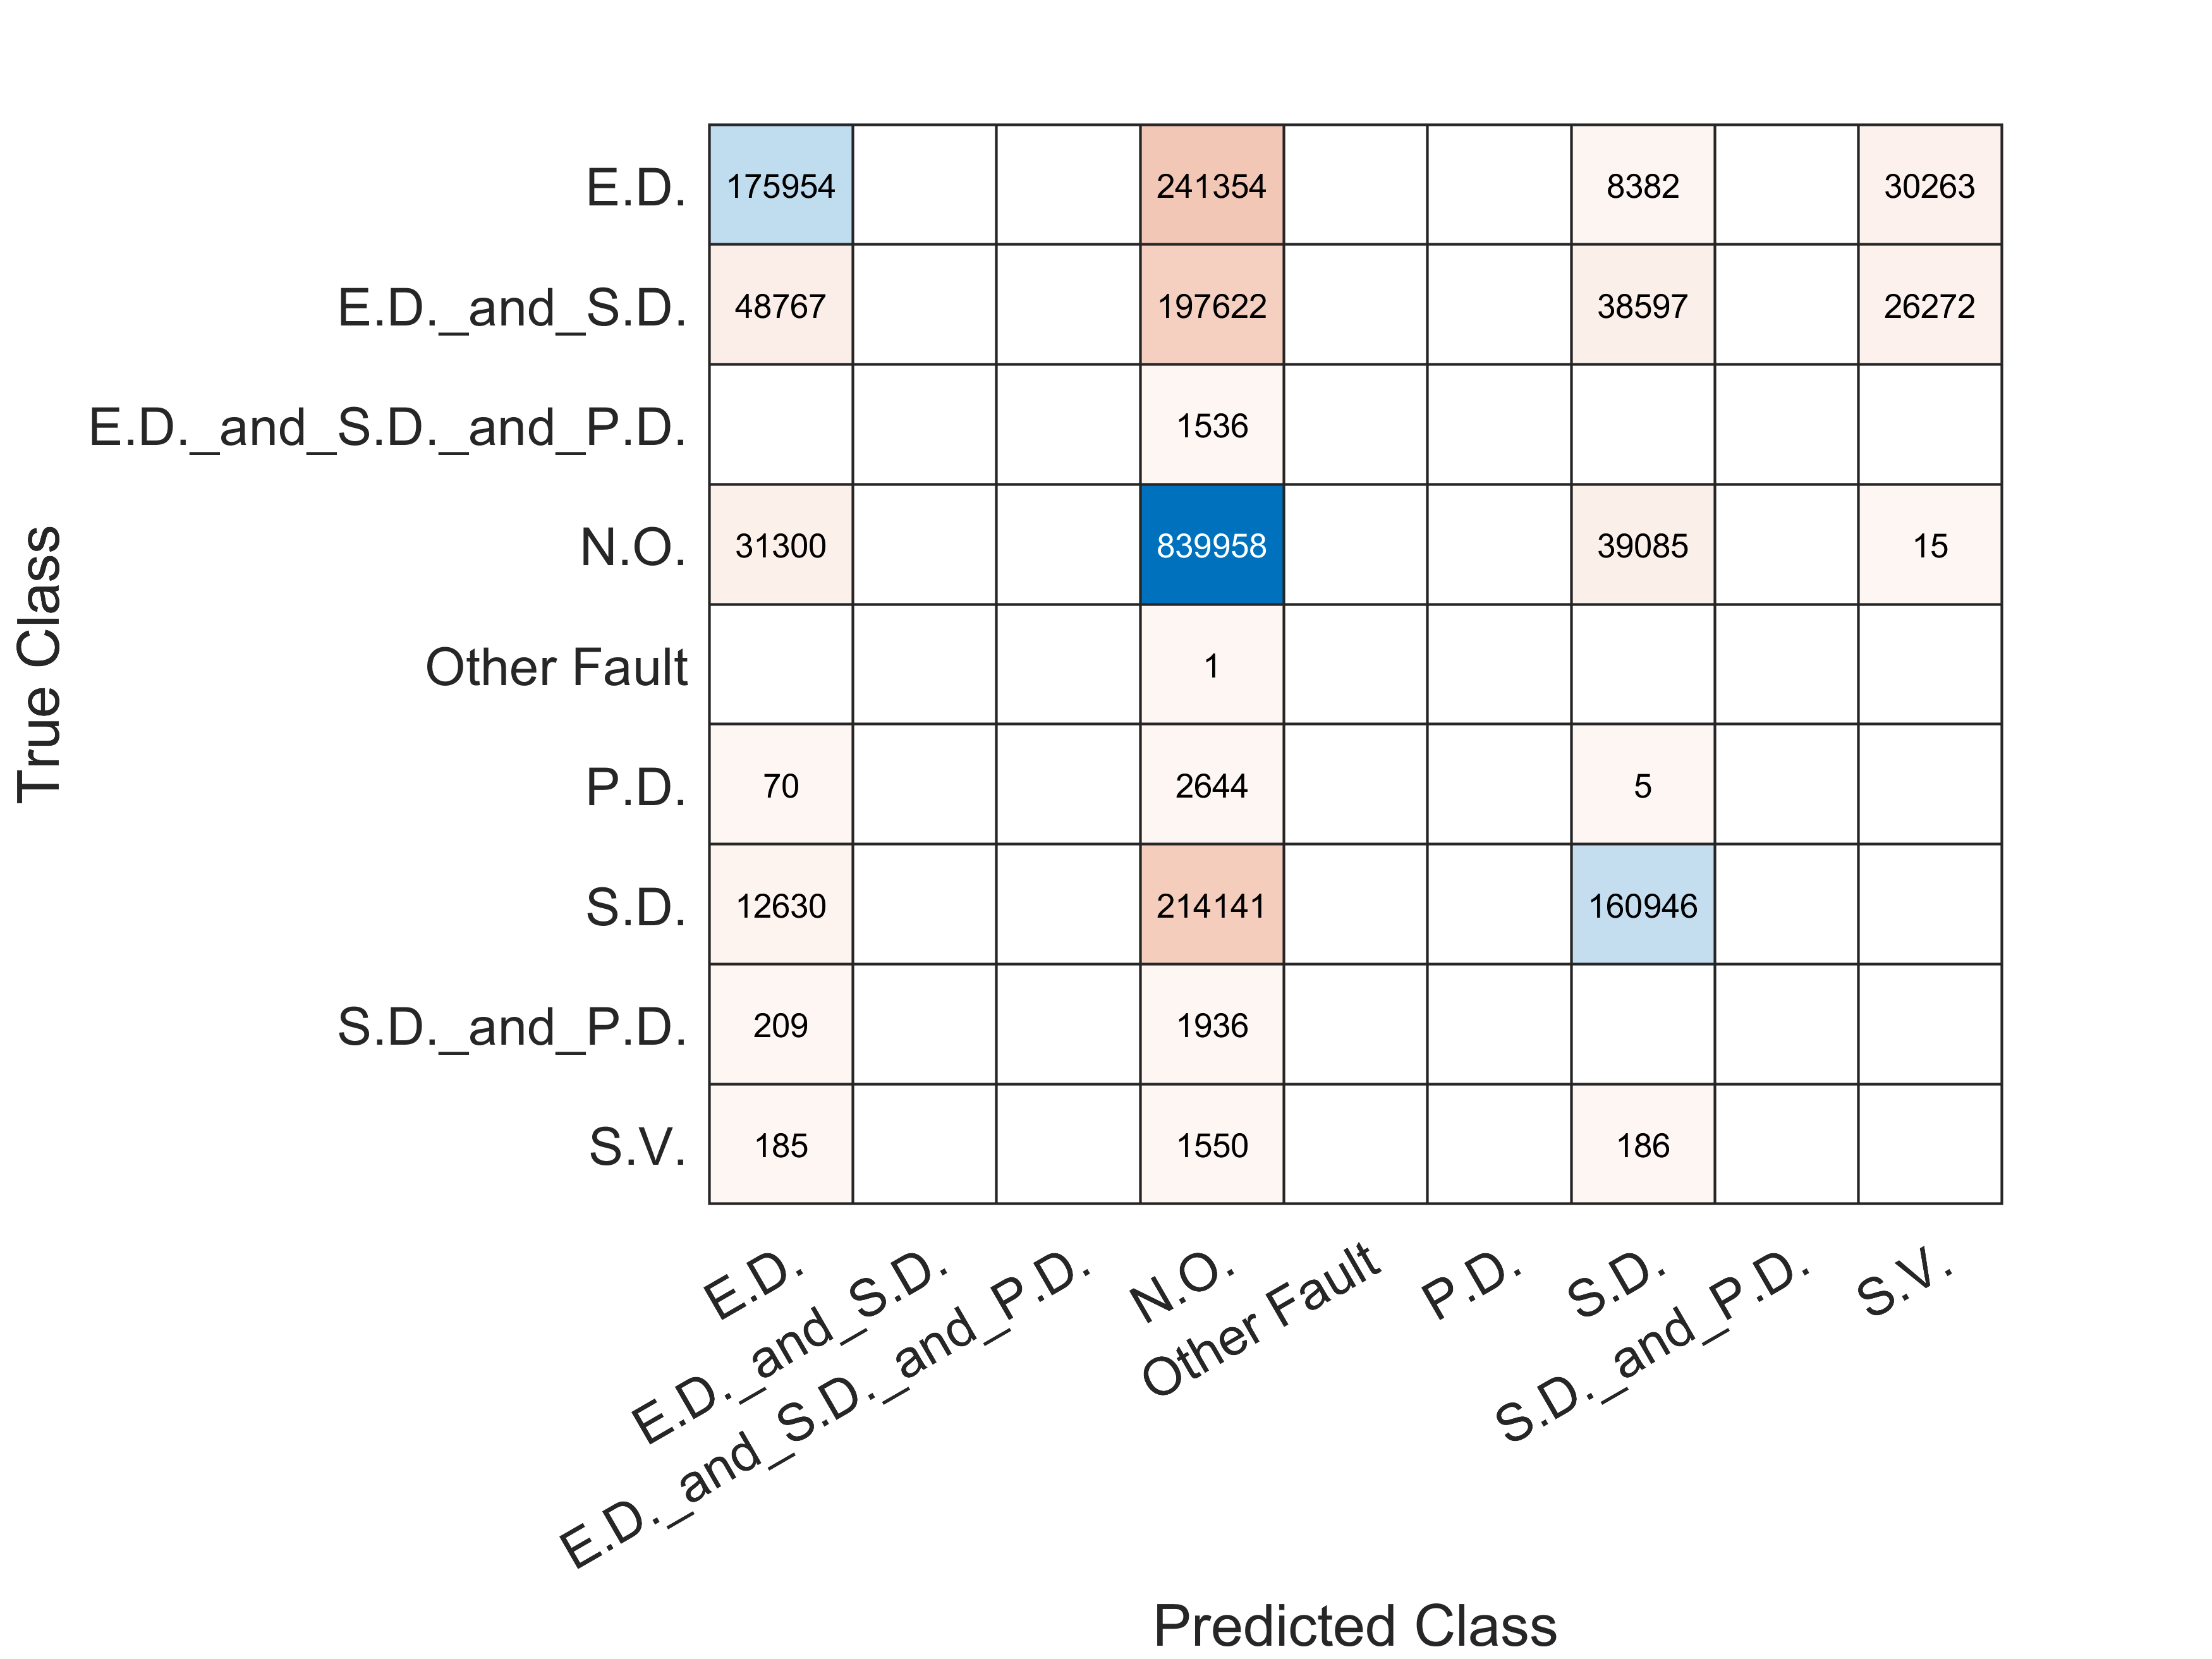 True Class
E.D. 175954 241354 8382 30263
E.D._and_S.D. 48767 197622 38597 26272
E.D._and_S.D._and_P.D. 1536
N.O. 31300 839958 39085 15
Other Fault 1
P.D. 70 2644 5
S.D. 12630 214141 160946
S.D._and_P.D. 209 1936
S.V. 185 1550 186
E.D.
E.D._and_S.D.
E.D._and_S.D._and_P.D.
N.O.
Other Fault
P.D.
S.D.
S.D._and_P.D.
S.V.
Predicted Class